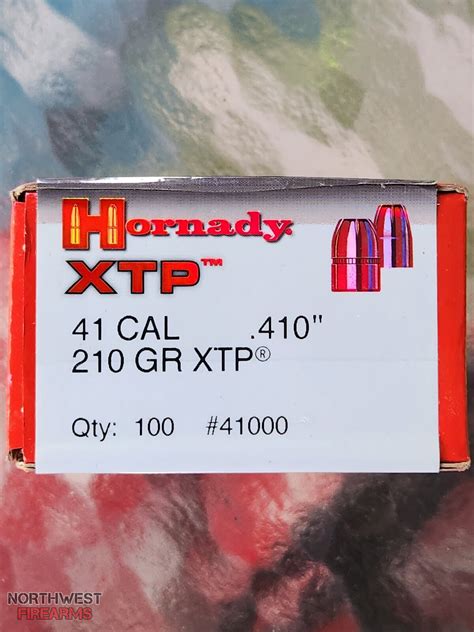 Hornady
XTP™
41 CAL .410"
210 GR XTP®
Qty: 100 #41000
NORTHWEST
FIREARMS